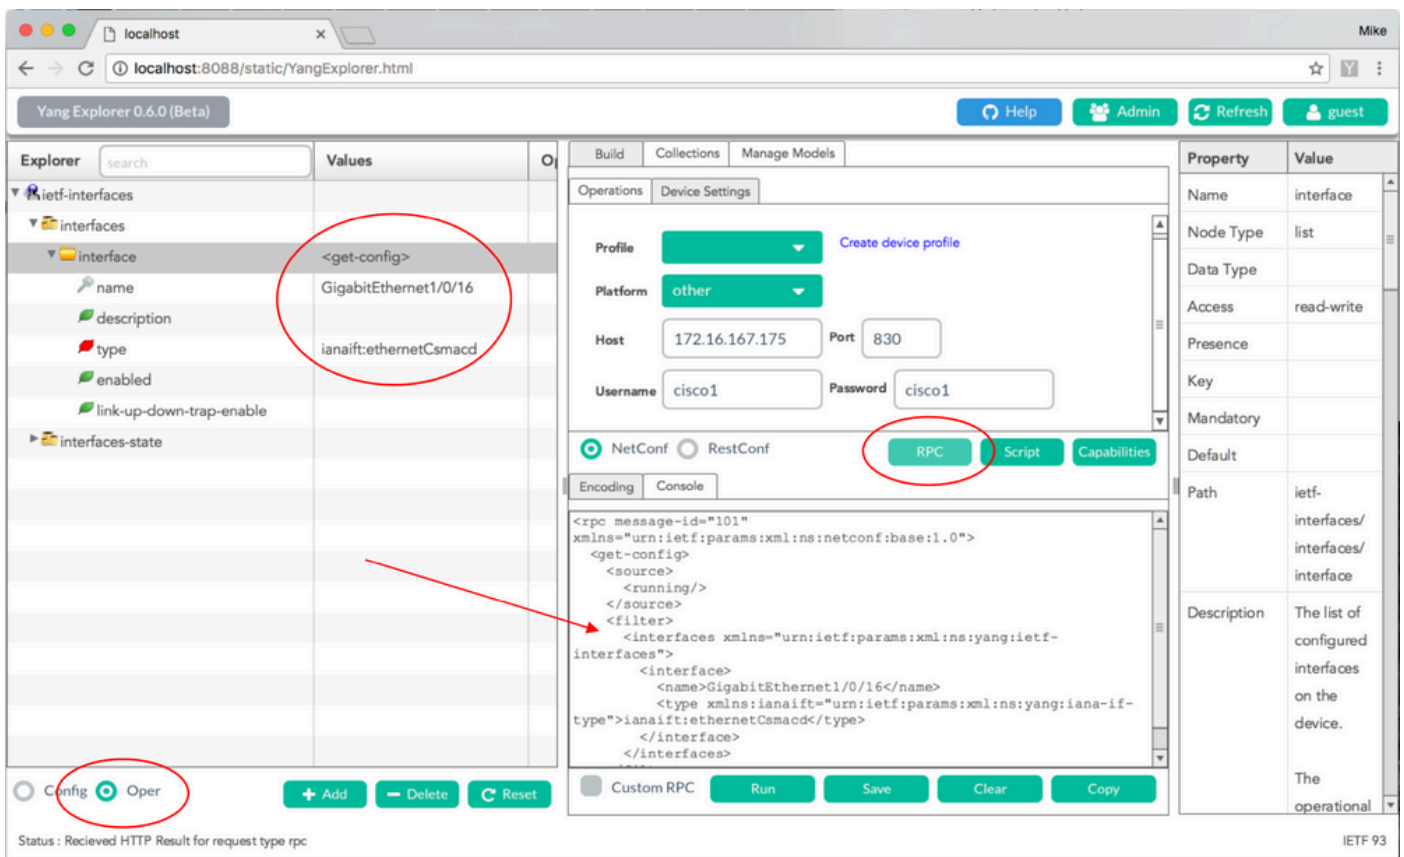 localhost
Mike
localhost:8088/static/YangExplorer.html
Y
Yang Explorer 0.6.0 (Beta)
Help
Admin
Refresh
guest
Explorer
search
Values
ietf-interfaces
interfaces
interface
<get-config>
name
GigabitEthernet1/0/16
description
type
ianaift:ethernetCsmacd
enabled
link-up-down-trap-enable
interfaces-state
Config
Oper
Add
Delete
Reset
Build
Collections
Manage Models
Operations
Device Settings
Profile
Create device profile
Platform
other
Host
172.16.167.175
Port
830
Username
cisco1
Password
cisco1
NetConf
RestConf
RPC
Script
Capabilities
Encoding
Console
<rpc message-id="101"
xmlns="urn:ietf:params:xml:ns:netconf:base:1.0">
<get-config>
<source>
<running/>
</source>
<filter>
<interfaces xmlns="urn:ietf:params:xml:ns:yang:ietf-
interfaces">
<interface>
<name>GigabitEthernet1/0/16</name>
<type xmlns:ianaift="urn:ietf:params:xml:ns:yang:iana-if-
type">ianaift:ethernetCsmacd</type>
</interface>
</interfaces>
Custom RPC
Run
Save
Clear
Copy
Property
Value
Name
interface
Node Type
list
Data Type
Access
read-write
Presence
Key
Mandatory
Default
Path
ietf-
interfaces/
interfaces/
interface
Description
The list of
configured
interfaces
on the
device.
The
operational
Status : Recieved HTTP Result for request type rpc
IETF 93